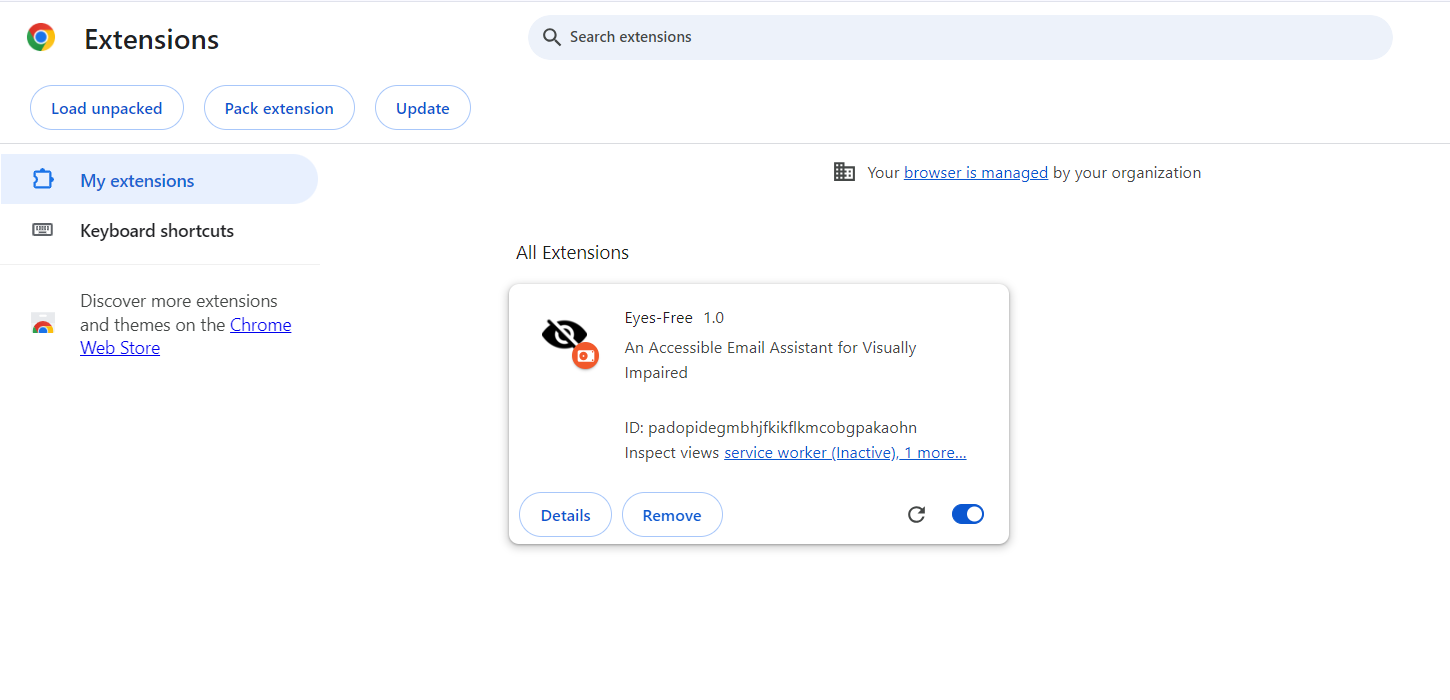 Extensions
Search extensions
Load unpacked
Pack extension
Update
My extensions
Your browser is managed by your organization
Keyboard shortcuts
Discover more extensions
and themes on the Chrome
Web Store
All Extensions
Eyes-Free 1.0
An Accessible Email Assistant for Visually
Impaired
ID: padopidegmbhjfkikflkmcobgpakaohn
Inspect views service worker (Inactive), 1 more...
Details
Remove